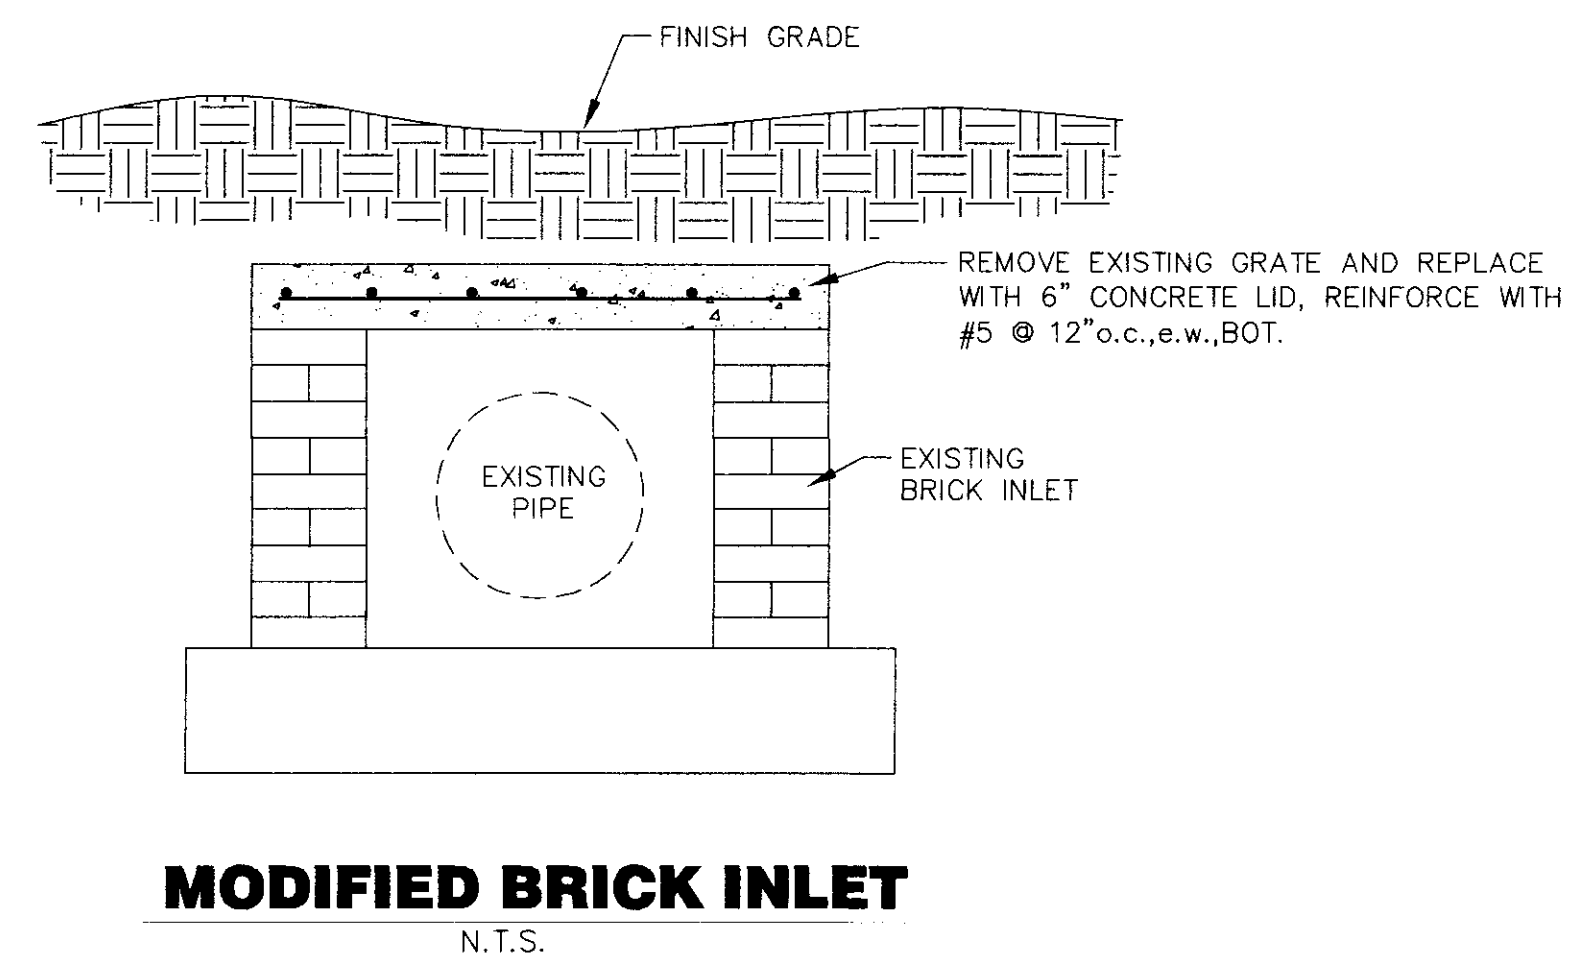 FINISH GRADE
REMOVE EXISTING GRATE AND REPLACE
WITH 6" CONCRETE LID, REINFORCE WITH
#5 @ 12"o.c.,e.w.,BOT.
EXISTING
PIPE
EXISTING
BRICK INLET
MODIFIED BRICK INLET
N.T.S.